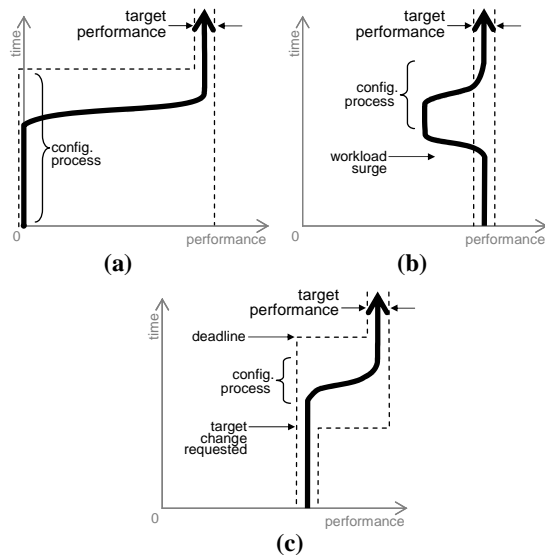 target
performance
time
config.
process
0
performance
(a)
target
performance
time
config.
process
workload
surge
0
performance
(b)
target
performance
time
deadline
config.
process
target
change
requested
0
performance
(c)